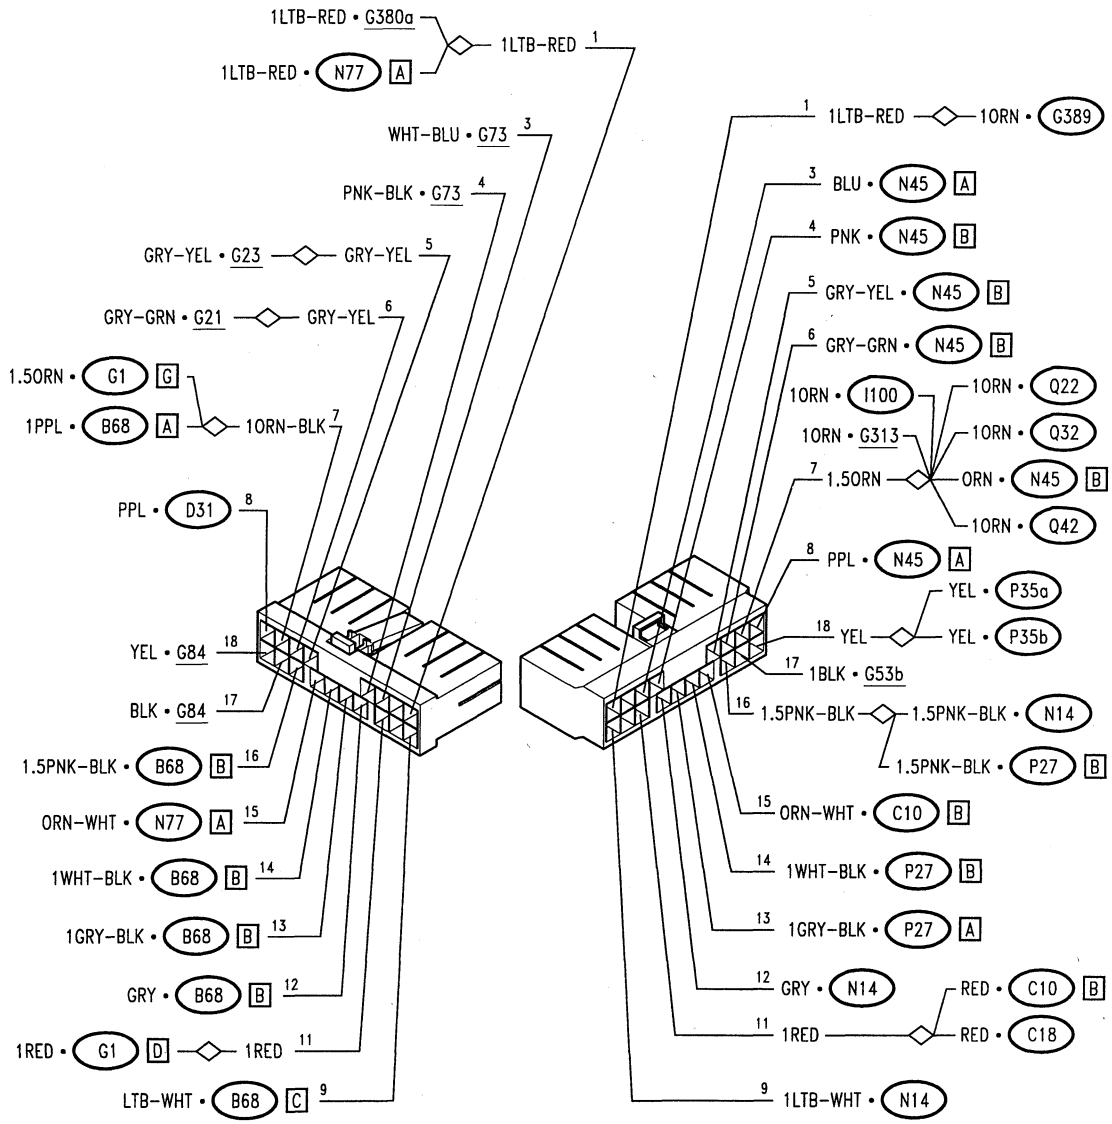 1LTB-RED • G380a
1LTB-RED 1
1LTB-RED • N77 A
WHT-BLU • G73 3
PNK-BLK • G73 4
GRY-YEL • G23 GRY-YEL 5
GRY-GRN • G21 GRY-YEL 6
1.5ORN • G1 G
1PPL • B68 A 1ORN-BLK 7
PPL • D31 8
YEL • G84 18
BLK • G84 17
1.5PNK-BLK • B68 B 16
ORN-WHT • N77 A 15
1WHT-BLK • B68 B 14
1GRY-BLK • B68 B 13
GRY • B68 B 12
1RED • G1 D 1RED 11
LTB-WHT • B68 C 9
1 1LTB-RED 1ORN • G389
3 BLU • N45 A
4 PNK • N45 B
5 GRY-YEL • N45 B
6 GRY-GRN • N45 B
1ORN • I100
1ORN • Q22
1ORN • G313
1ORN • Q32
7 1.5ORN
ORN • N45 B
1ORN • Q42
8 PPL • N45 A
YEL • P35a
18 YEL
YEL • P35b
17 1BLK • G53b
16 1.5PNK-BLK 1.5PNK-BLK • N14
1.5PNK-BLK • P27 B
15 ORN-WHT • C10 B
14 1WHT-BLK • P27 B
13 1GRY-BLK • P27 A
12 GRY • N14
RED • C10 B
11 1RED
RED • C18
9 1LTB-WHT • N14